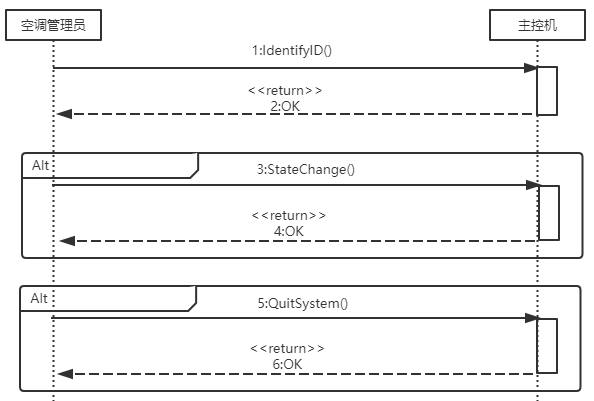 空调管理员
主控机
1:IdentifyID()
<<return>>
2:OK
Alt
3:StateChange()
<<return>>
4:OK
Alt
5:QuitSystem()
<<return>>
6:OK